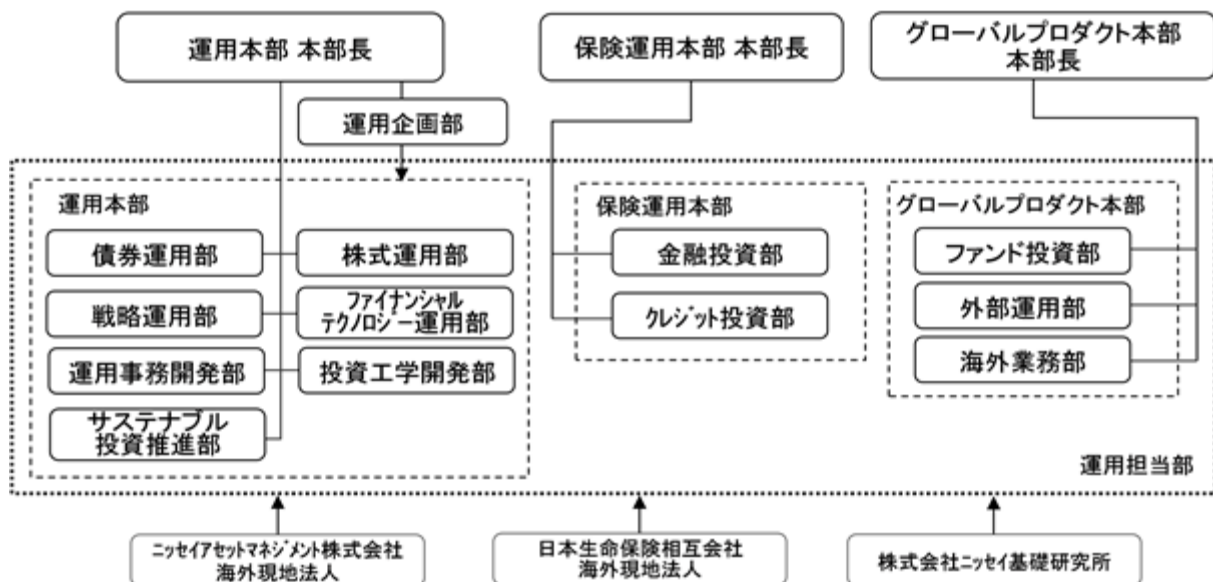 運用本部 本部長
保険運用本部 本部長
グローバルプロダクト本部
本部長
運用企画部
運用本部
債券運用部
株式運用部
戦略運用部
ファイナンシャル
テクノロジー運用部
運用事務開発部
投資工学開発部
サステナブル
投資推進部
保険運用本部
金融投資部
クレジット投資部
グローバルプロダクト本部
ファンド投資部
外部運用部
海外業務部
運用担当部
ニッセイアセットマネジメント株式会社
海外現地法人
日本生命保険相互会社
海外現地法人
株式会社ニッセイ基礎研究所